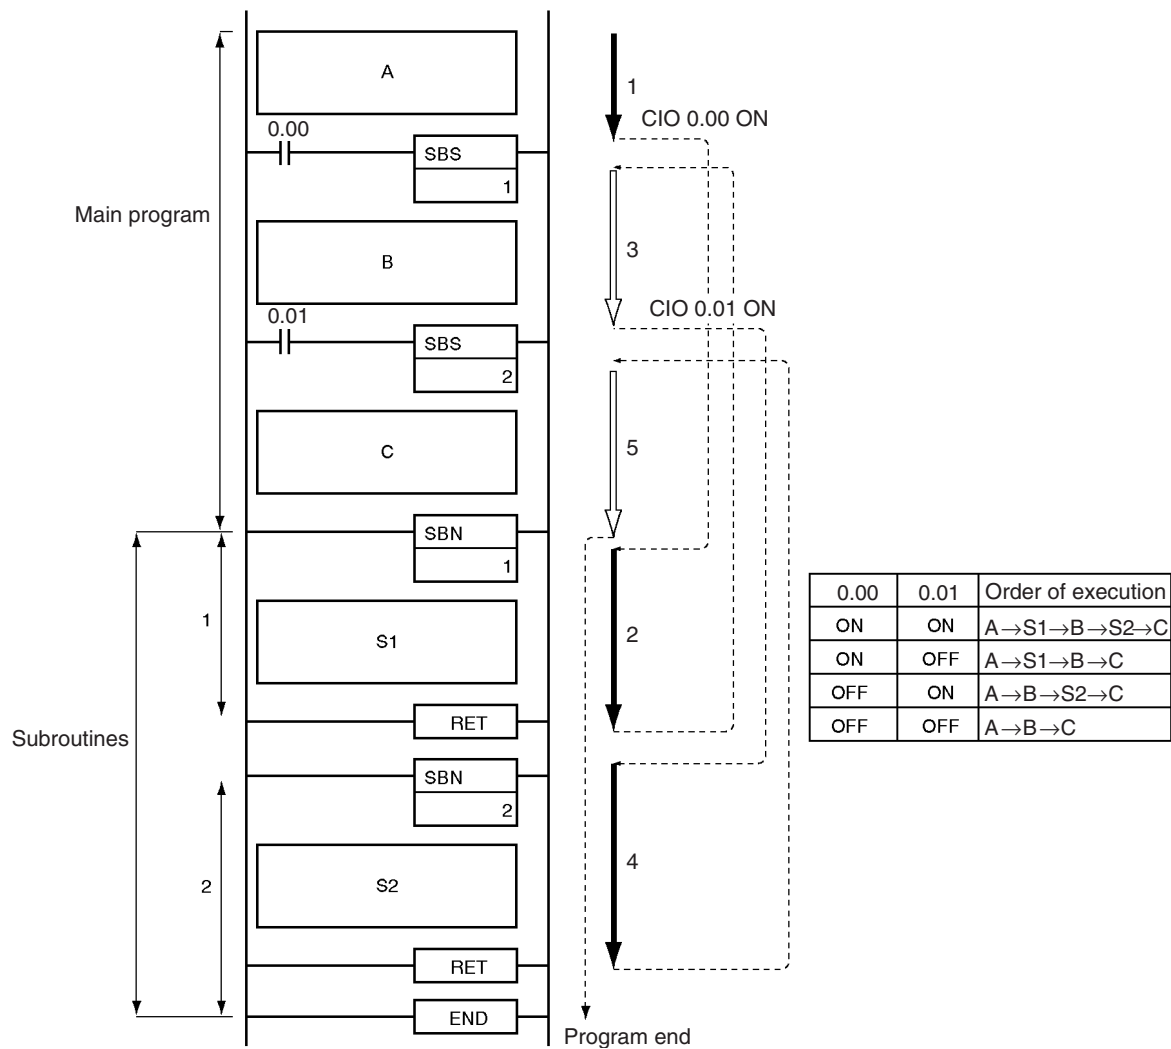 A
1
CIO 0.00 ON
0.00
SBS
1
Main program
B
3
0.01
CIO 0.01 ON
SBS
2
C
5
SBN
1
1
S1
2
0.00 0.01 Order of execution
ON ON A→S1→B→S2→C
ON OFF A→S1→B→C
OFF ON A→B→S2→C
OFF OFF A→B→C
RET
Subroutines
SBN
2
2
S2
4
RET
END
Program end